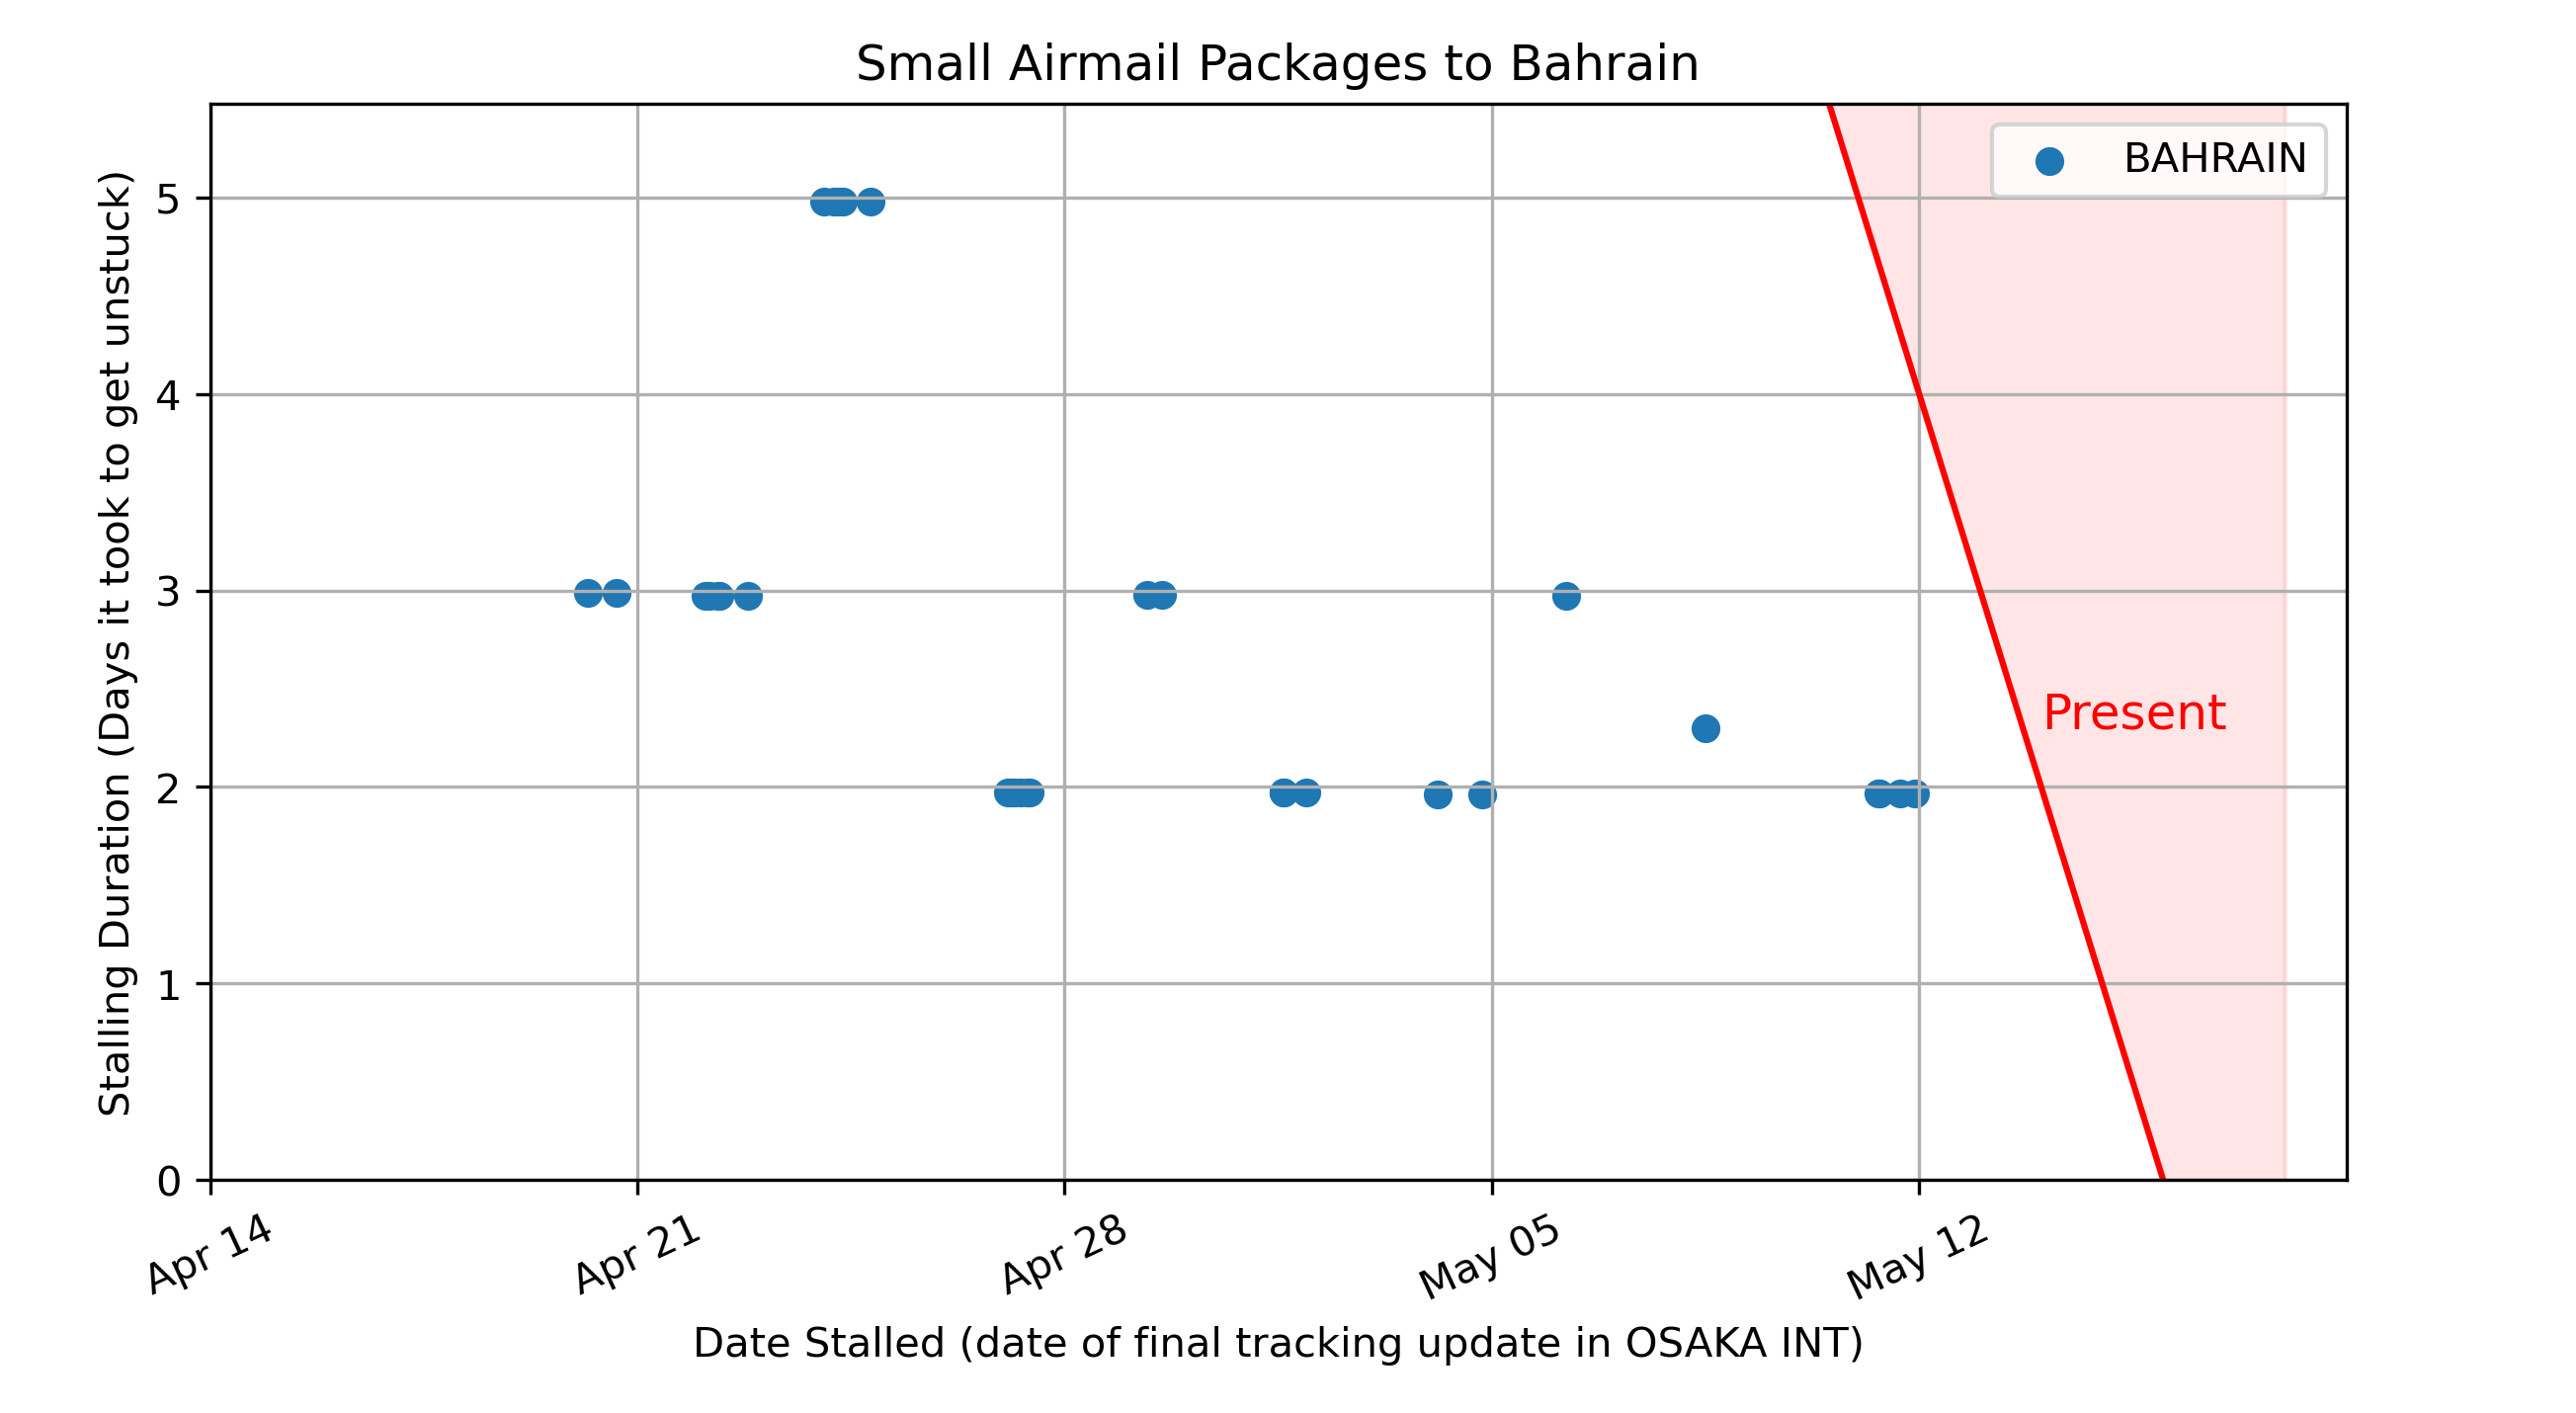 Small Airmail Packages to Bahrain
BAHRAIN
Stalling Duration (Days it took to get unstuck)
5
4
3
2
1
0
Present
Apr 14
Apr 21
Apr 28
May 05
May 12
Date Stalled (date of final tracking update in OSAKA INT)